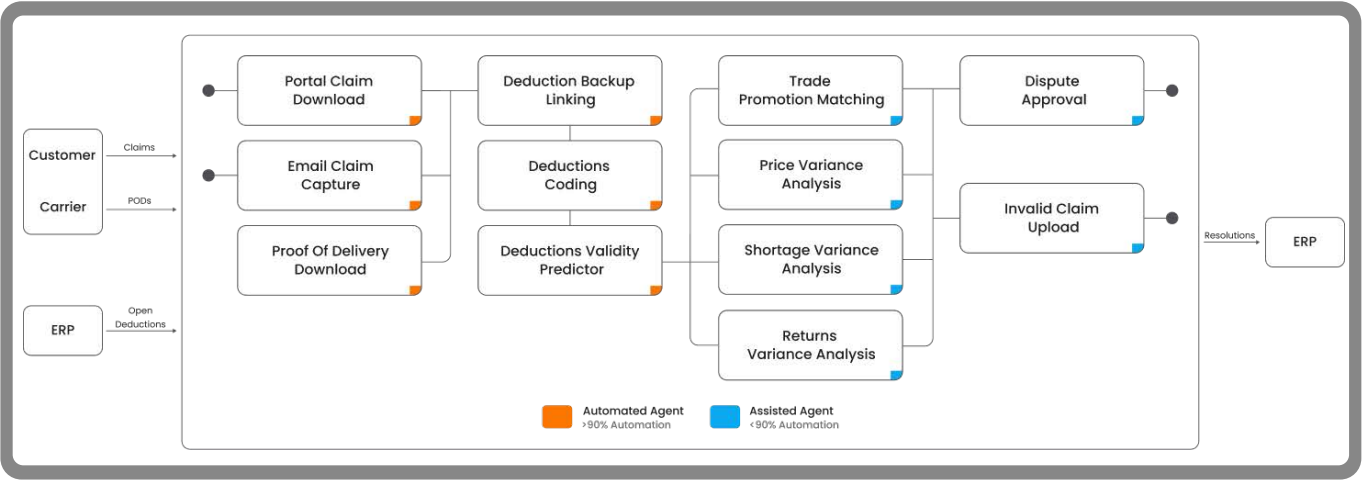 Customer
Carrier
Claims
PODs
ERP
Open
Deductions
Portal Claim
Download
Email Claim
Capture
Proof Of Delivery
Download
Deduction Backup
Linking
Deductions
Coding
Deductions Validity
Predictor
Trade
Promotion Matching
Price Variance
Analysis
Shortage Variance
Analysis
Returns
Variance Analysis
Dispute
Approval
Invalid Claim
Upload
Resolutions
ERP
Automated Agent
>90% Automation
Assisted Agent
<90% Automation